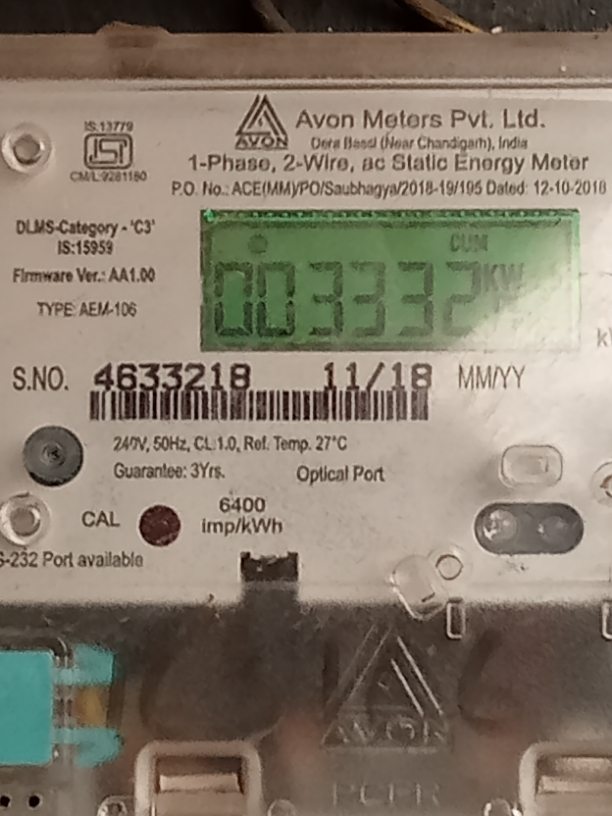 IS:13779
CM/L-9281180
AVON
Avon Meters Pvt. Ltd.
Dera Bassi (Near Chandigarh), India
1-Phase, 2-Wire, ac Static Energy Meter
P.O. No.: ACE(MM)/PO/Saubhagya/2018-19/195 Dated: 12-10-2018
DLMS-Category - 'C3'
IS:15959
Firmware Ver.: AA1.00
TYPE: AEM-106
CUM
003332 KW
S.NO. 4633218 11/18 MM/YY
240V, 50Hz, CL 1.0, Ref. Temp. 27°C
Guarantee: 3Yrs. Optical Port
CAL 6400
imp/kWh
S-232 Port available
AVON